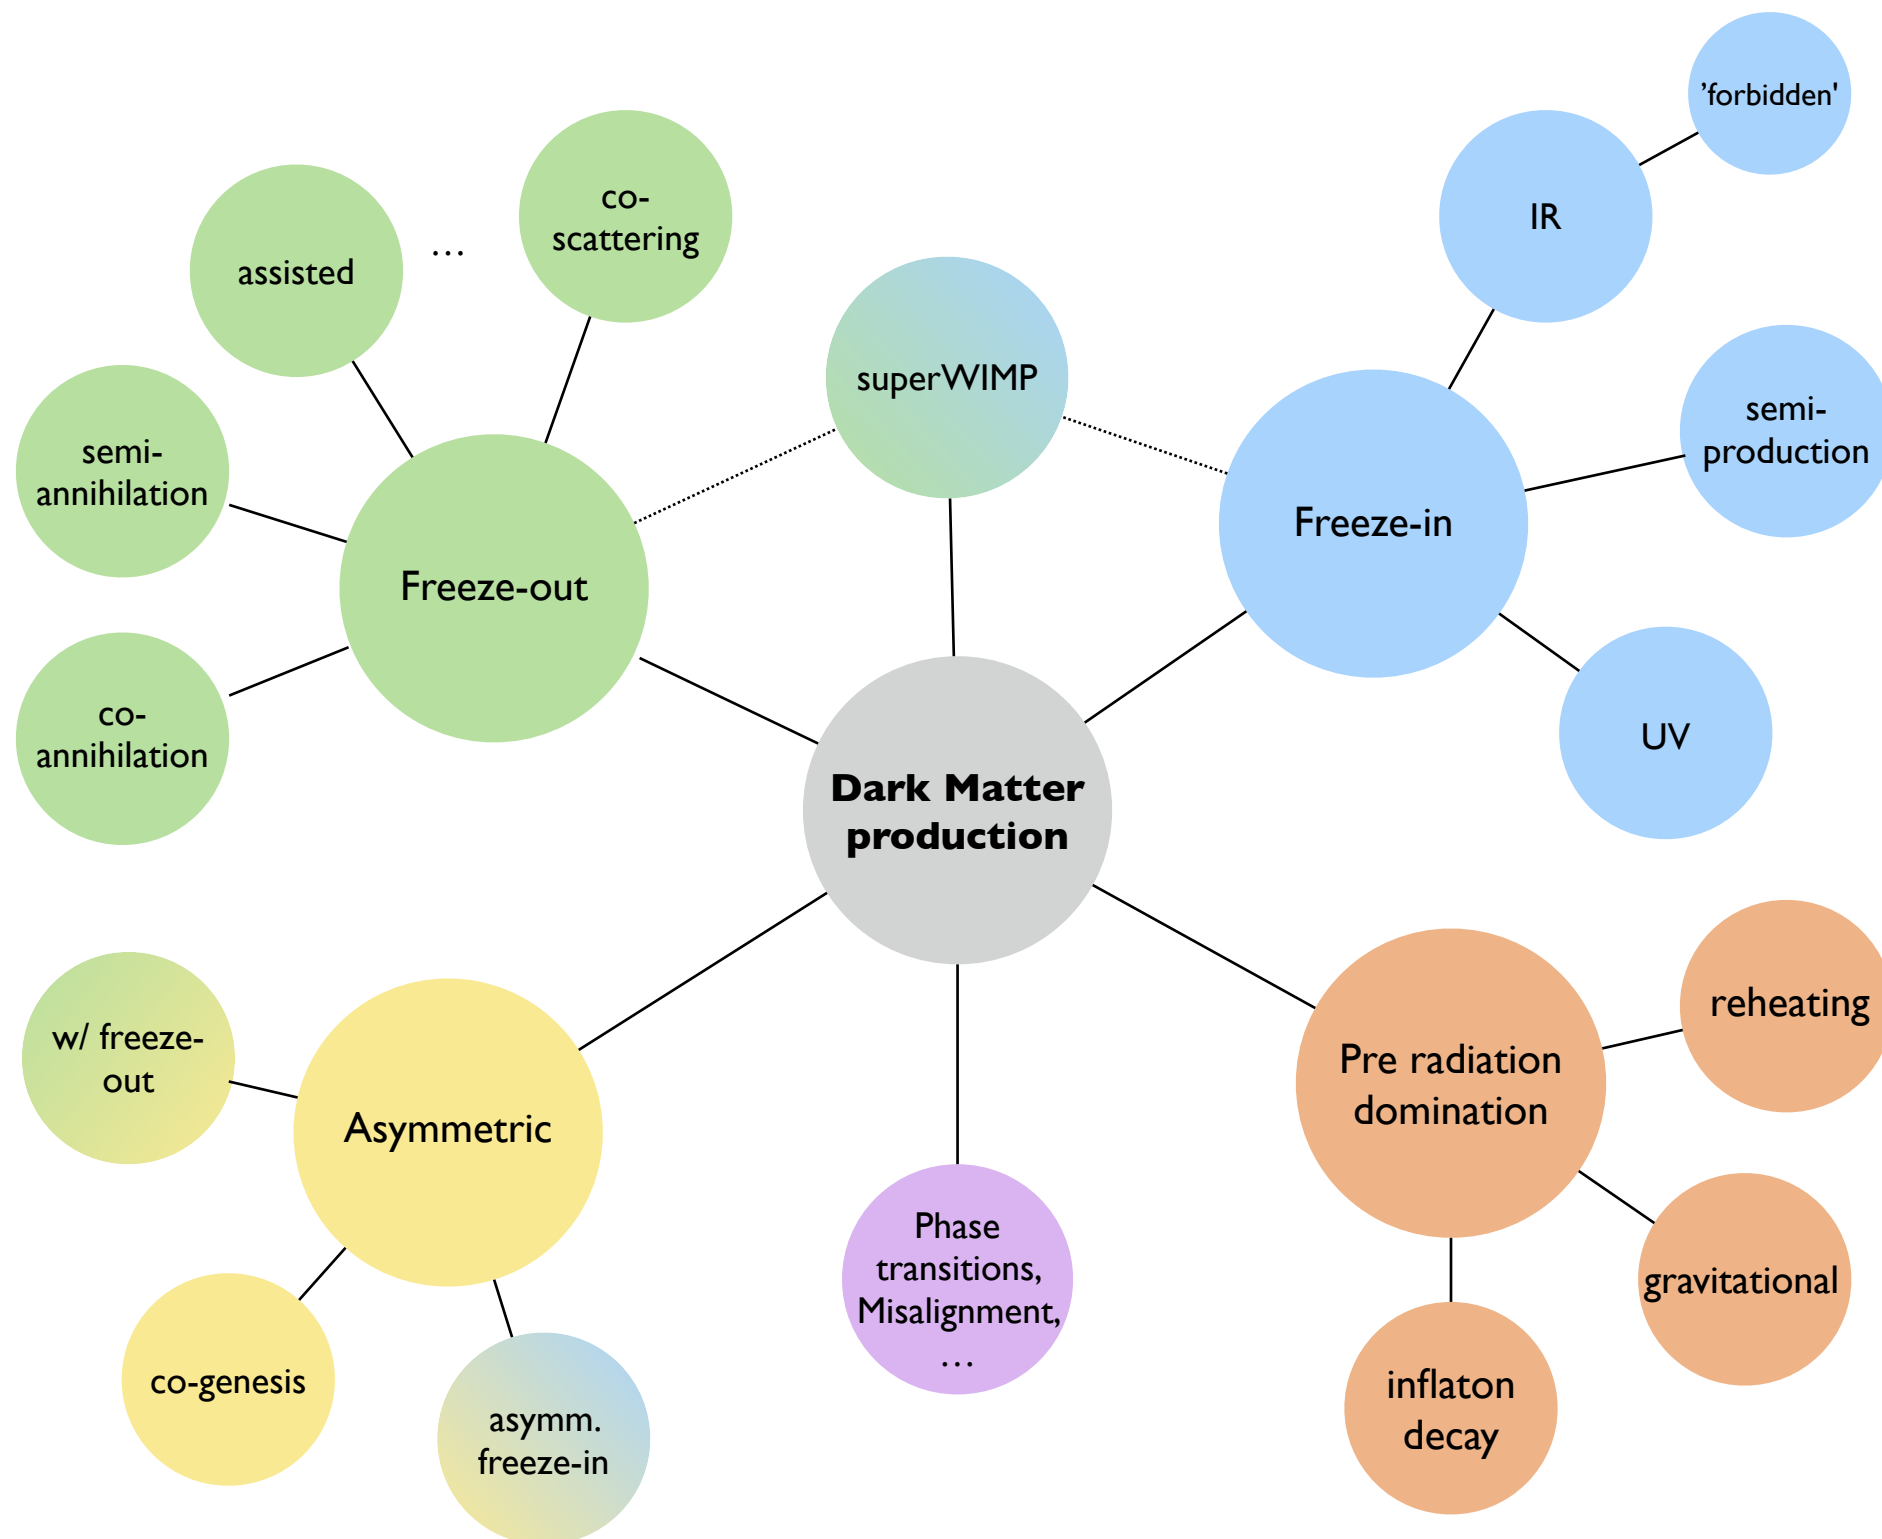 'forbidden'
IR
co-
scattering
…
assisted
superWIMP
semi-
production
semi-
annihilation
Freeze-in
Freeze-out
co-
annihilation
UV
Dark Matter
production
reheating
w/ freeze-
out
Pre radiation
domination
Asymmetric
Phase
transitions,
Misalignment,
…
gravitational
co-genesis
inflaton
decay
asymm.
freeze-in